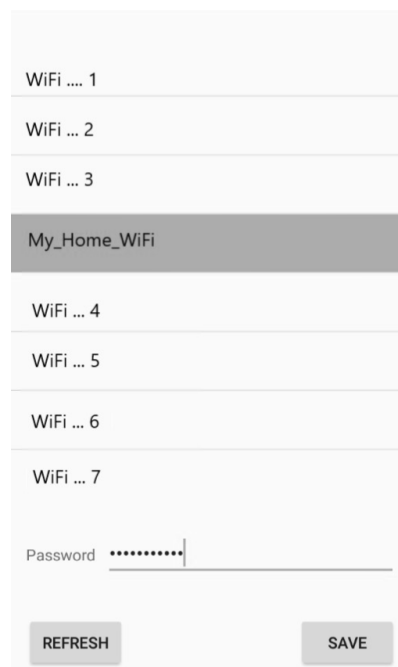 WiFi .... 1
WiFi ... 2
WiFi ... 3
My_Home_WiFi
WiFi ... 4
WiFi ... 5
WiFi ... 6
WiFi ... 7
Password •••••••••••
REFRESH SAVE